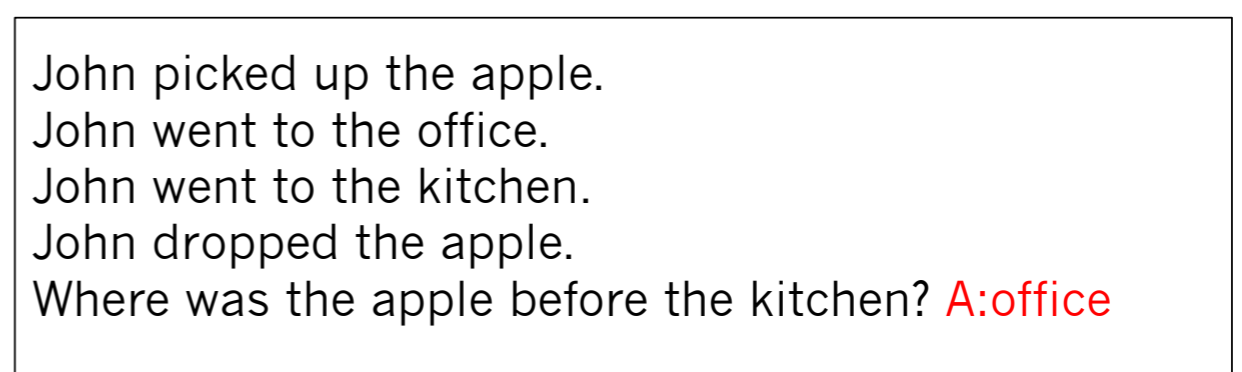 John picked up the apple.
John went to the office.
John went to the kitchen.
John dropped the apple.
Where was the apple before the kitchen? A:office